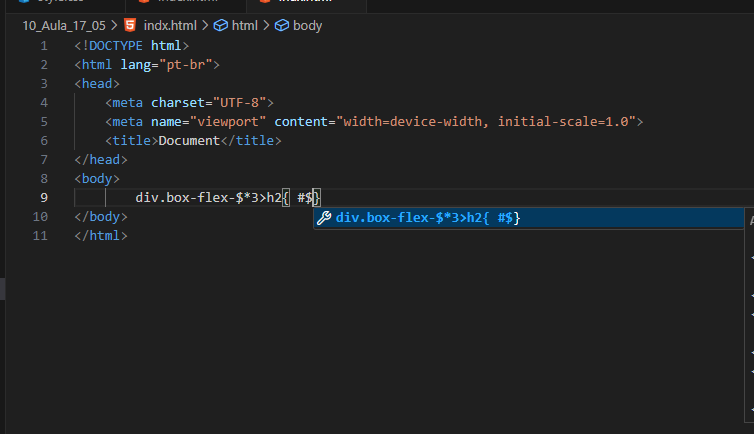 10_Aula_17_05 > indx.html > html > body
1 <!DOCTYPE html>
2 <html lang="pt-br">
3 <head>
4 <meta charset="UTF-8">
5 <meta name="viewport" content="width=device-width, initial-scale=1.0">
6 <title>Document</title>
7 </head>
8 <body>
9 div.box-flex-$*3>h2{ #$}
div.box-flex-$*3>h2{ #$}
10 </body>
11 </html>